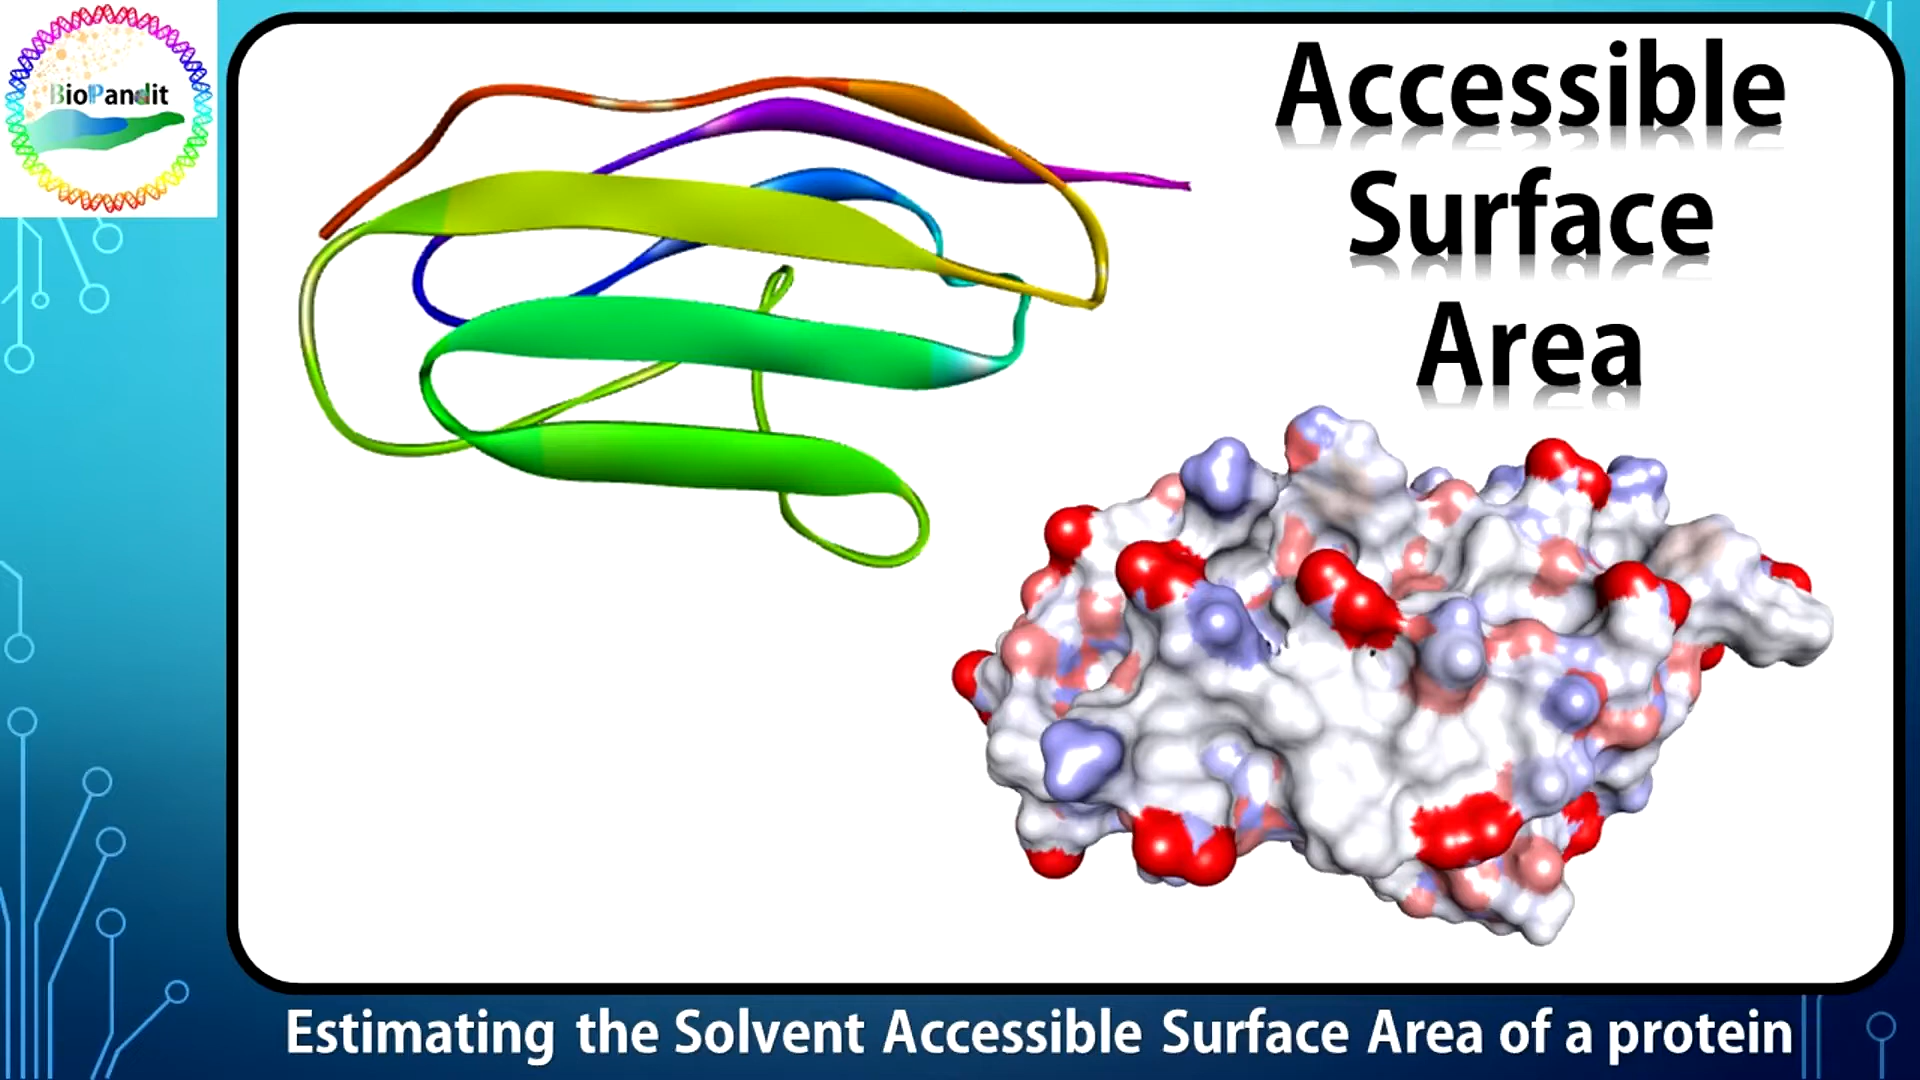 BioPandit
Accessible
Surface
Area
Estimating the Solvent Accessible Surface Area of a protein